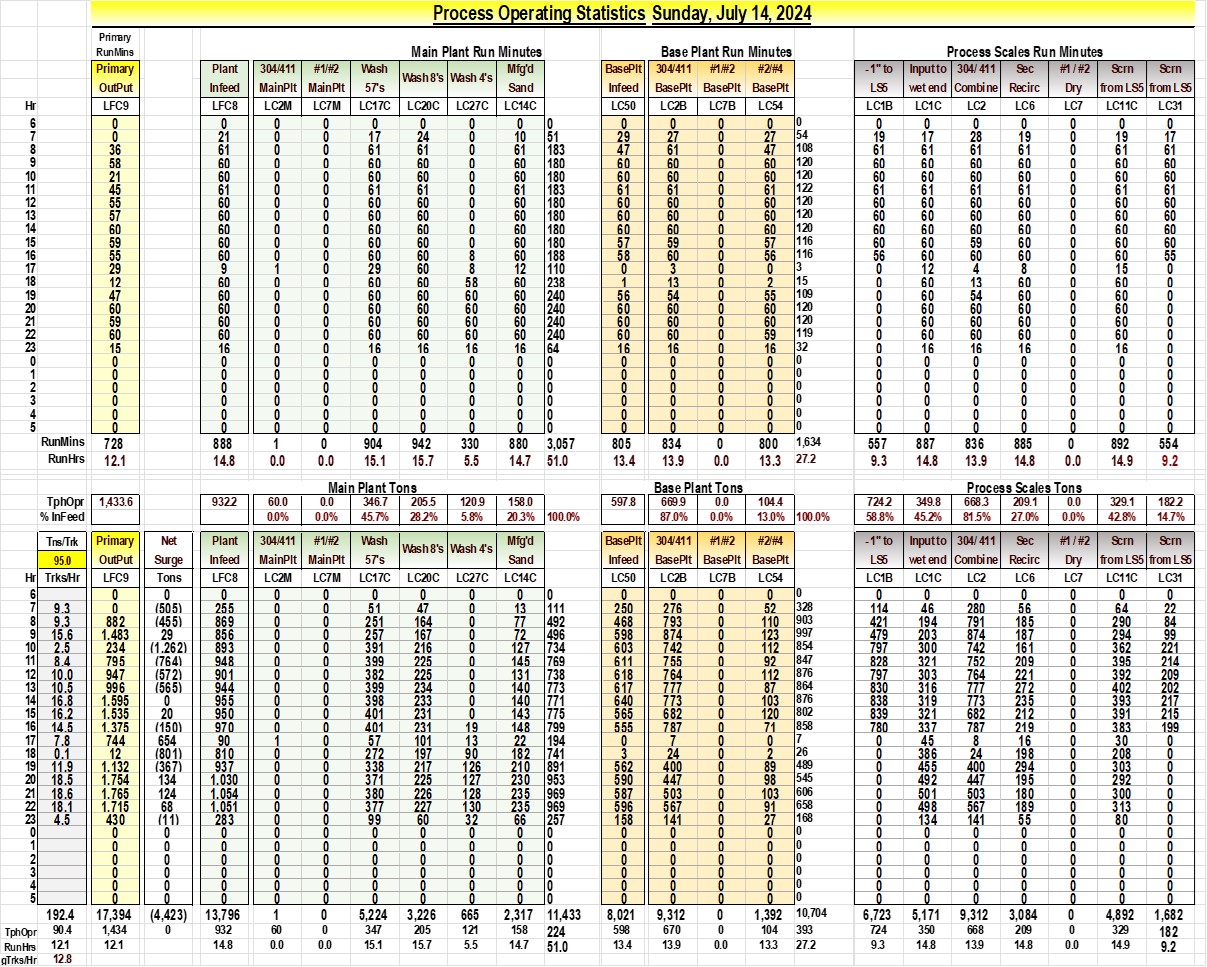 Process Operating Statistics Sunday, July 14, 2024
Primary
RunMins Main Plant Run Minutes Base Plant Run Minutes Process Scales Run Minutes
Primary Plant 304/411 #1/#2 Wash Wash 8's Wash 4's Mfg'd BasePlt 304/411 #1/#2 #2/#4 -1" to Input to 304/ 411 Sec #1 / #2 Scrn Scrn
OutPut Infeed MainPlt MainPlt 57's Sand Infeed BasePlt BasePlt BasePlt LS5 wet end Combine Recirc Dry from LS5 from LS5
Hr LFC9 LFC8 LC2M LC7M LC17C LC20C LC27C LC14C LC50 LC2B LC7B LC54 LC1B LC1C LC2 LC6 LC7 LC11C LC31
6 0 0 0 0 0 0 0 0 0 0 0 0 0 0 0 0 0 0 0 0 0
7 0 21 0 0 17 24 0 10 51 29 27 0 27 54 19 17 28 19 0 19 17
8 36 61 0 0 61 61 0 61 183 47 61 0 47 108 61 61 61 61 0 61 61
9 58 60 0 0 60 60 0 60 180 60 60 0 60 120 60 60 60 60 0 60 60
10 21 60 0 0 60 60 0 60 180 60 60 0 60 120 60 60 60 60 0 60 60
11 45 61 0 0 61 61 0 61 183 61 61 0 61 122 61 61 61 61 0 61 61
12 55 60 0 0 60 60 0 60 180 60 60 0 60 120 60 60 60 60 0 60 60
13 57 60 0 0 60 60 0 60 180 60 60 0 60 120 60 60 60 60 0 60 60
14 60 60 0 0 60 60 0 60 180 60 60 0 60 120 60 60 60 60 0 60 60
15 59 60 0 0 60 60 0 60 180 57 59 0 57 116 60 60 59 60 0 60 60
16 55 60 0 0 60 60 8 60 188 58 60 0 56 116 56 60 60 60 0 60 55
17 29 9 1 0 29 60 8 12 110 0 3 0 0 3 0 12 4 8 0 15 0
18 12 60 0 0 60 60 58 60 238 1 13 0 2 15 0 60 13 60 0 60 0
19 47 60 0 0 60 60 60 60 240 56 54 0 55 109 0 60 54 60 0 60 0
20 60 60 0 0 60 60 60 60 240 60 60 0 60 120 0 60 60 60 0 60 0
21 59 60 0 0 60 60 60 60 240 60 60 0 60 120 0 60 60 60 0 60 0
22 60 60 0 0 60 60 60 60 240 60 60 0 59 119 0 60 60 60 0 60 0
23 15 16 0 0 16 16 16 16 64 16 16 0 16 32 0 16 16 16 0 16 0
0 0 0 0 0 0 0 0 0 0 0 0 0 0 0 0 0 0 0 0 0 0
1 0 0 0 0 0 0 0 0 0 0 0 0 0 0 0 0 0 0 0 0 0
2 0 0 0 0 0 0 0 0 0 0 0 0 0 0 0 0 0 0 0 0 0
3 0 0 0 0 0 0 0 0 0 0 0 0 0 0 0 0 0 0 0 0 0
4 0 0 0 0 0 0 0 0 0 0 0 0 0 0 0 0 0 0 0 0 0
5 0 0 0 0 0 0 0 0 0 0 0 0 0 0 0 0 0 0 0 0 0
RunMins 728 888 1 0 904 942 330 880 3,057 805 834 0 800 1,634 557 887 836 885 0 892 554
RunHrs 12.1 14.8 0.0 0.0 15.1 15.7 5.5 14.7 51.0 13.4 13.9 0.0 13.3 27.2 9.3 14.8 13.9 14.8 0.0 14.9 9.2
Main Plant Tons Base Plant Tons Process Scales Tons
TphOpr 1,433.6 932.2 60.0 0.0 346.7 205.5 120.9 158.0 597.8 669.9 0.0 104.4 724.2 349.8 668.3 209.1 0.0 329.1 182.2
% InFeed 0.0% 0.0% 45.7% 28.2% 5.8% 20.3% 100.0% 87.0% 0.0% 13.0% 100.0% 58.8% 45.2% 81.5% 27.0% 0.0% 42.8% 14.7%
Tns/Trk Primary Net Plant 304/411 #1/#2 Wash Wash 8's Wash 4's Mfg'd BasePlt 304/411 #1/#2 #2/#4 -1" to Input to 304/ 411 Sec #1 / #2 Scrn Scrn
95.0 OutPut Surge Infeed MainPlt MainPlt 57's Sand Infeed BasePlt BasePlt BasePlt LS5 wet end Combine Recirc Dry from LS5 from LS5
Hr Trks/Hr LFC9 Tons LFC8 LC2M LC7M LC17C LC20C LC27C LC14C LC50 LC2B LC7B LC54 LC1B LC1C LC2 LC6 LC7 LC11C LC31
6 0 0 0 0 0 0 0 0 0 0 0 0 0 0 0 0 0 0 0 0 0 0
7 9.3 0 (505) 255 0 0 51 47 0 13 111 250 276 0 52 328 114 46 280 56 0 64 22
8 9.3 882 (455) 869 0 0 251 164 0 77 492 468 793 0 110 903 421 194 791 185 0 290 84
9 15.6 1,483 29 856 0 0 257 167 0 72 496 598 874 0 123 997 479 203 874 187 0 294 99
10 2.5 234 (1,262) 893 0 0 391 216 0 127 734 603 742 0 112 854 797 300 742 161 0 362 221
11 8.4 795 (764) 948 0 0 399 225 0 145 769 611 755 0 92 847 828 321 752 209 0 395 214
12 10.0 947 (572) 901 0 0 382 225 0 131 738 618 764 0 112 876 797 303 764 221 0 392 209
13 10.5 996 (565) 944 0 0 399 234 0 140 773 617 777 0 87 864 830 316 777 272 0 402 202
14 16.8 1,595 0 955 0 0 398 233 0 140 771 640 773 0 103 876 838 319 773 235 0 393 217
15 16.2 1,535 20 950 0 0 401 231 0 143 775 565 682 0 120 802 839 321 682 212 0 391 215
16 14.5 1,375 (150) 970 0 0 401 231 19 148 799 555 787 0 71 858 780 337 787 219 0 383 199
17 7.8 744 654 90 1 0 57 101 13 22 194 0 7 0 0 7 0 45 8 16 0 30 0
18 0.1 12 (801) 810 0 0 272 197 90 182 741 3 24 0 2 26 0 386 24 198 0 208 0
19 11.9 1,132 (367) 937 0 0 338 217 126 210 891 562 400 0 89 489 0 455 400 294 0 303 0
20 18.5 1,754 134 1,030 0 0 371 225 127 230 953 590 447 0 98 545 0 492 447 195 0 292 0
21 18.6 1,765 124 1,054 0 0 380 226 128 235 969 587 503 0 103 606 0 501 503 180 0 300 0
22 18.1 1,715 68 1,051 0 0 377 227 130 235 969 596 567 0 91 658 0 498 567 189 0 313 0
23 4.5 430 (11) 283 0 0 99 60 32 66 257 158 141 0 27 168 0 134 141 55 0 80 0
0 0 0 0 0 0 0 0 0 0 0 0 0 0 0 0 0 0 0 0 0 0 0
1 0 0 0 0 0 0 0 0 0 0 0 0 0 0 0 0 0 0 0 0 0 0
2 0 0 0 0 0 0 0 0 0 0 0 0 0 0 0 0 0 0 0 0 0 0
3 0 0 0 0 0 0 0 0 0 0 0 0 0 0 0 0 0 0 0 0 0 0
4 0 0 0 0 0 0 0 0 0 0 0 0 0 0 0 0 0 0 0 0 0 0
5 0 0 0 0 0 0 0 0 0 0 0 0 0 0 0 0 0 0 0 0 0 0
192.4 17,394 (4,423) 13,796 1 0 5,224 3,226 665 2,317 11,433 8,021 9,312 0 1,392 10,704 6,723 5,171 9,312 3,084 0 4,892 1,682
TphOpr 90.4 1,434 0 932 60 0 347 205 121 158 224 598 670 0 104 393 724 350 668 209 0 329 182
RunHrs 12.1 12.1 14.8 0.0 0.0 15.1 15.7 5.5 14.7 51.0 13.4 13.9 0.0 13.3 27.2 9.3 14.8 13.9 14.8 0.0 14.9 9.2
gTrks/Hr 12.8